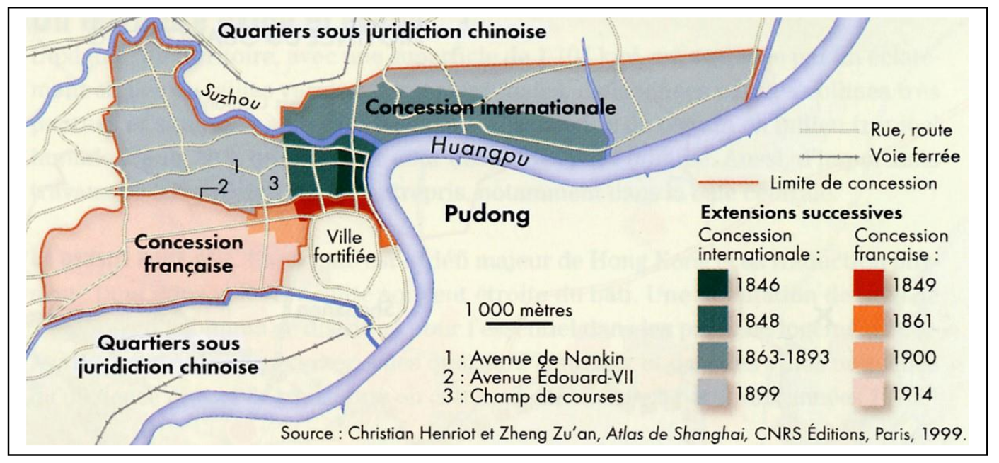 Quartiers sous juridiction chinoise
Suzhou
Concession internationale
Huangpu
Rue, route
Voie ferrée
Limite de concession
1
2
3
Pudong
Extensions successives
Concession
internationale :
Concession
française :
Concession
française
Ville
fortifiée
1846
1849
1848
1861
1863-1893
1900
1899
1914
1 000 mètres
Quartiers sous
juridiction chinoise
1 : Avenue de Nankin
2 : Avenue Édouard-VII
3 : Champ de courses
Source : Christian Henriot et Zheng Zu'an, Atlas de Shanghai, CNRS Éditions, Paris, 1999.